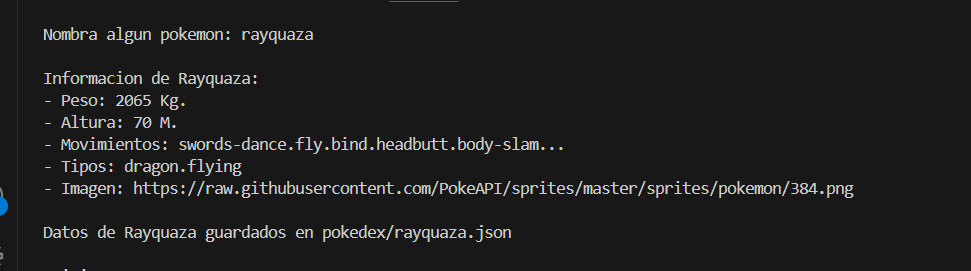 Nombra algun pokemon: rayquaza
Informacion de Rayquaza:
- Peso: 2065 Kg.
- Altura: 70 M.
- Movimientos: swords-dance.fly.bind.headbutt.body-slam...
- Tipos: dragon.flying
- Imagen: https://raw.githubusercontent.com/PokeAPI/sprites/master/sprites/pokemon/384.png
Datos de Rayquaza guardados en pokedex/rayquaza.json